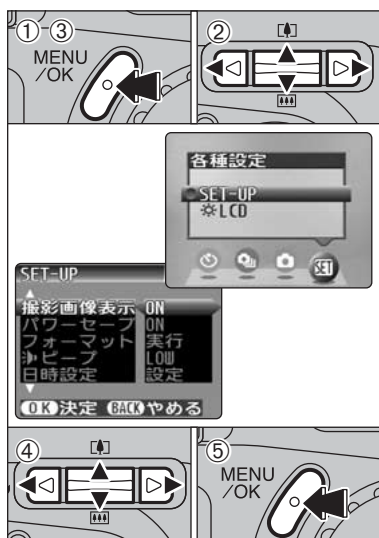 ① ③
MENU
/OK
②
各種設定
SET-UP
LCD
SET
SET-UP
撮影画像表示 ON
パワーセーブ ON
フォーマット 実行
ビープ LOW
日時設定 設定
OK 決定 BACK やめる
④
⑤
MENU
/OK